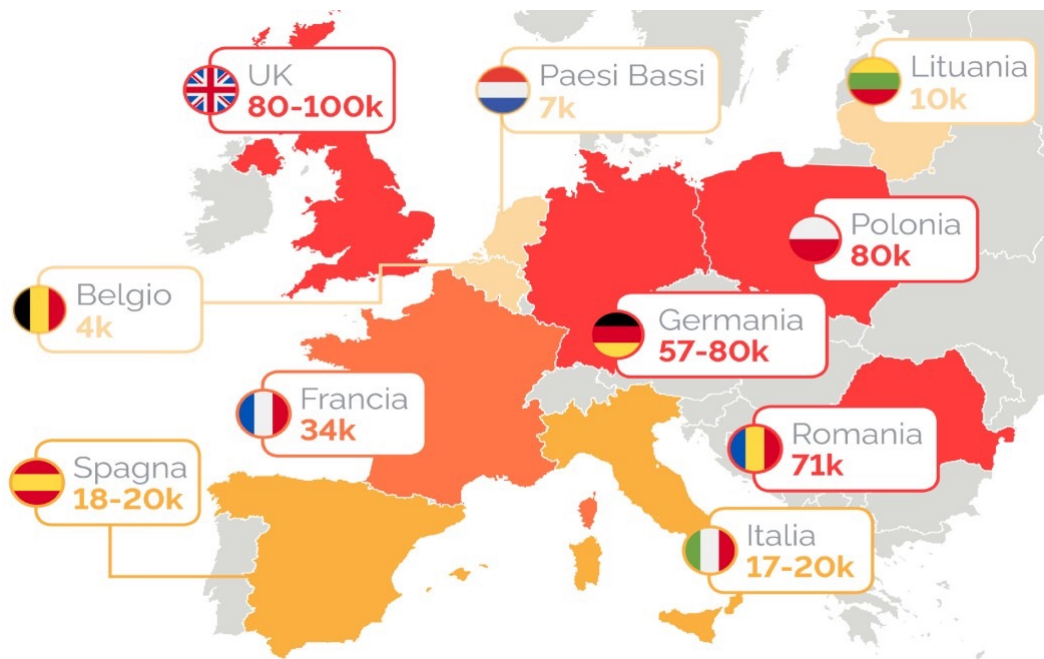 UK
80-100k
Paesi Bassi
7k
Lituania
10k
Polonia
80k
Belgio
4k
Germania
57-80k
Francia
34k
Romania
71k
Spagna
18-20k
Italia
17-20k